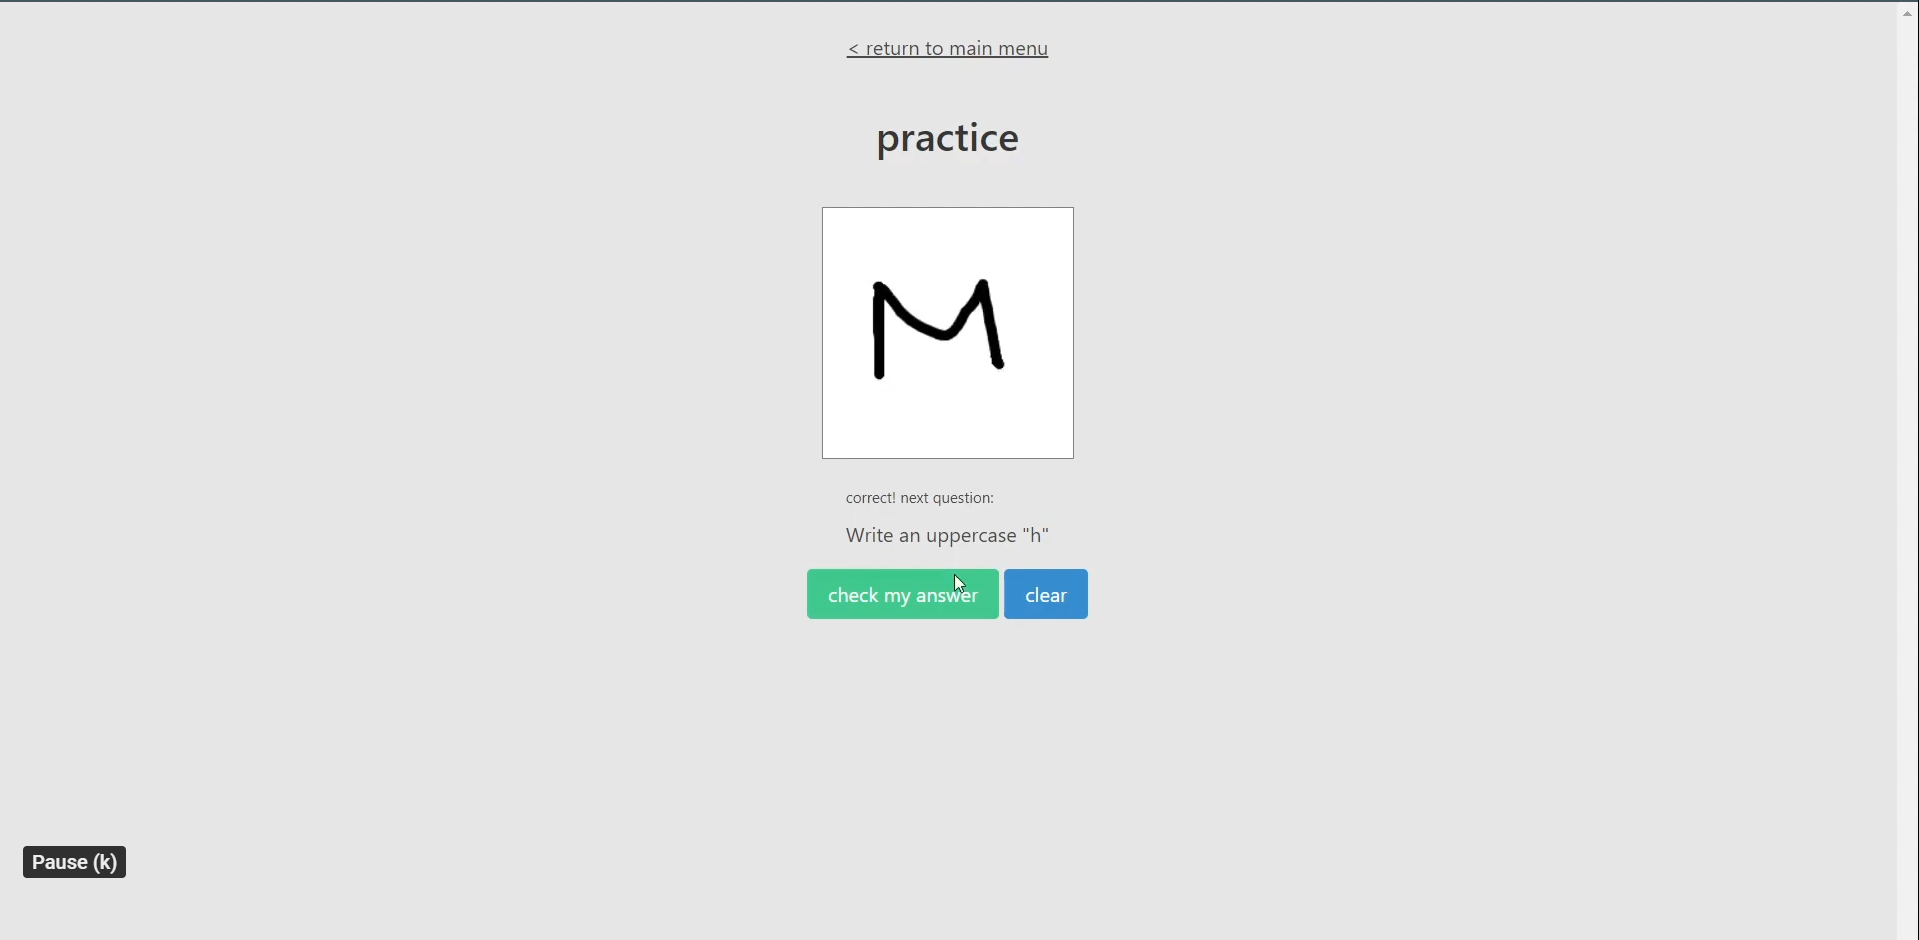 < return to main menu
practice
M
correct! next question:
Write an uppercase "h"
check my answer clear
Pause (k)